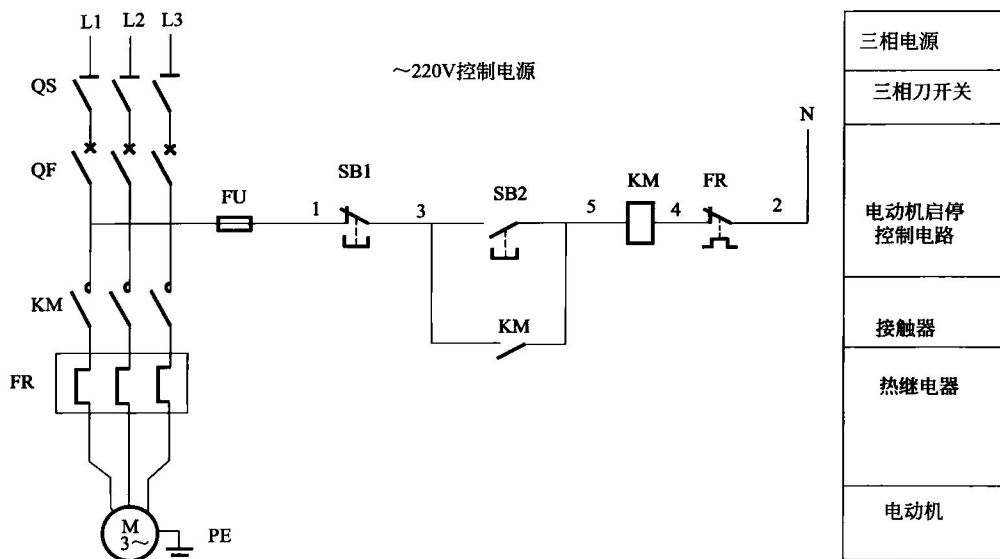 L1 L2 L3
QS
QF
KM
FR
M
3～
PE
～220V控制电源
FU
1
SB1
3
SB2
5
KM
4
FR
2
N
KM
三相电源
三相刀开关
电动机启停
控制电路
接触器
热继电器
电动机